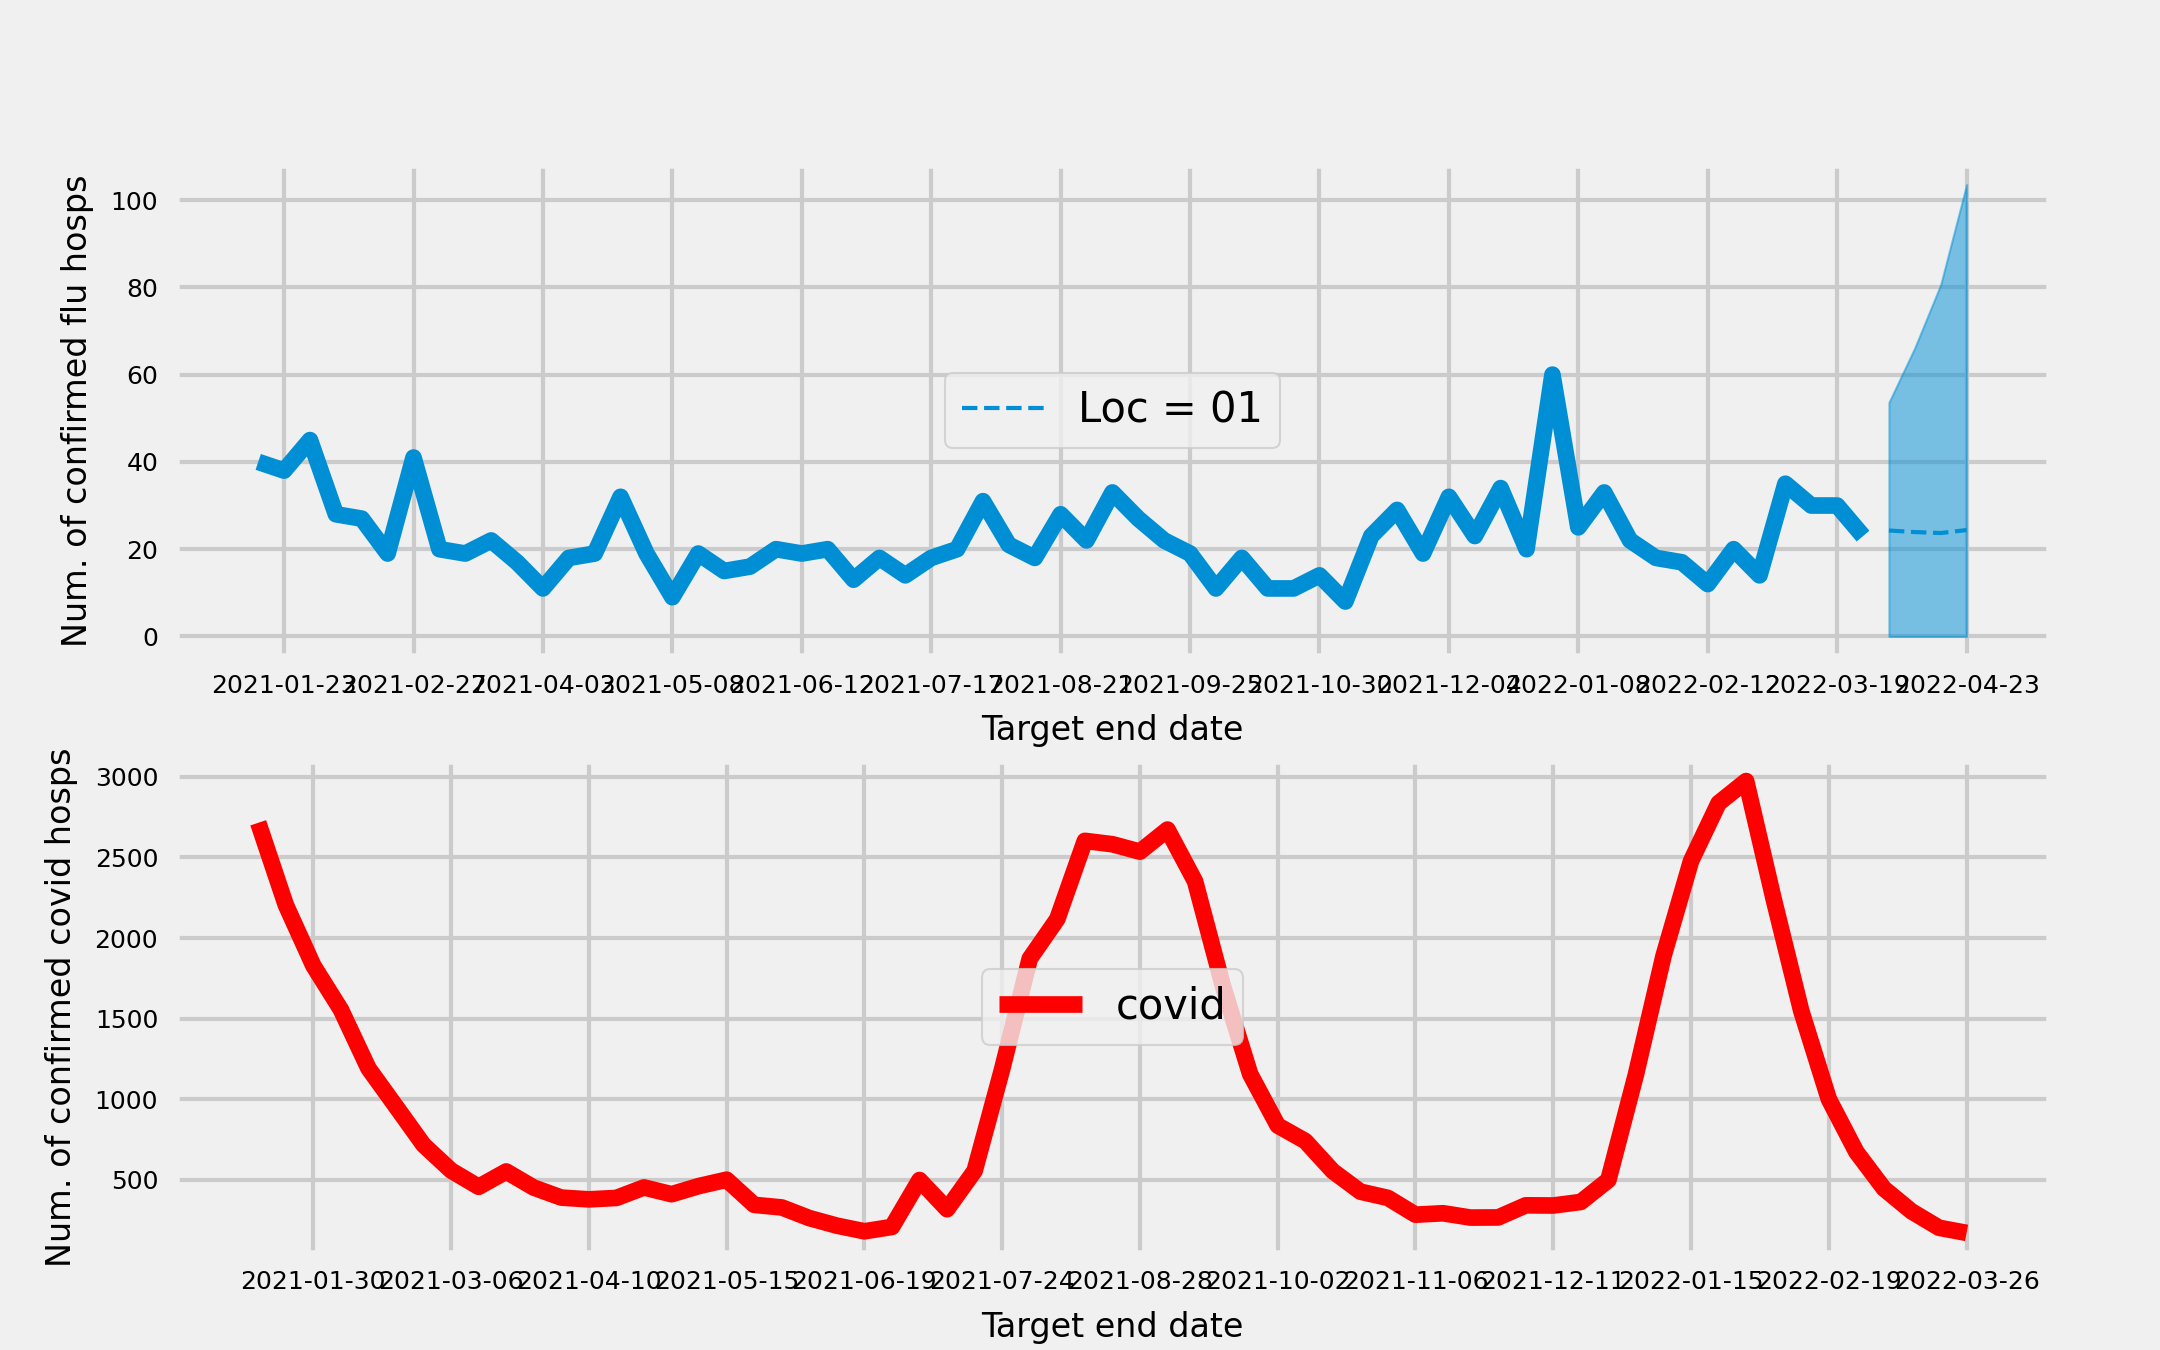 Num. of confirmed flu hosps
100
80
60
40
20
0
Loc = 01
2021-01-23 2021-02-27 2021-04-03 2021-05-08 2021-06-12 2021-07-17 2021-08-21 2021-09-25 2021-10-30 2021-12-04 2022-01-08 2022-02-12 2022-03-19 2022-04-23
Target end date
Num. of confirmed covid hosps
3000
2500
2000
1500
1000
500
covid
2021-01-30 2021-03-06 2021-04-10 2021-05-15 2021-06-19 2021-07-24 2021-08-28 2021-10-02 2021-11-06 2021-12-11 2022-01-15 2022-02-19 2022-03-26
Target end date